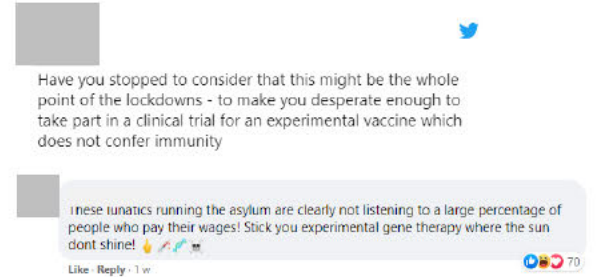 Have you stopped to consider that this might be the whole
point of the lockdowns - to make you desperate enough to
take part in a clinical trial for an experimental vaccine which
does not confer immunity
These lunatics running the asylum are clearly not listening to a large percentage of
people who pay their wages! Stick you experimental gene therapy where the sun
dont shine!
Like · Reply · 1 w
70